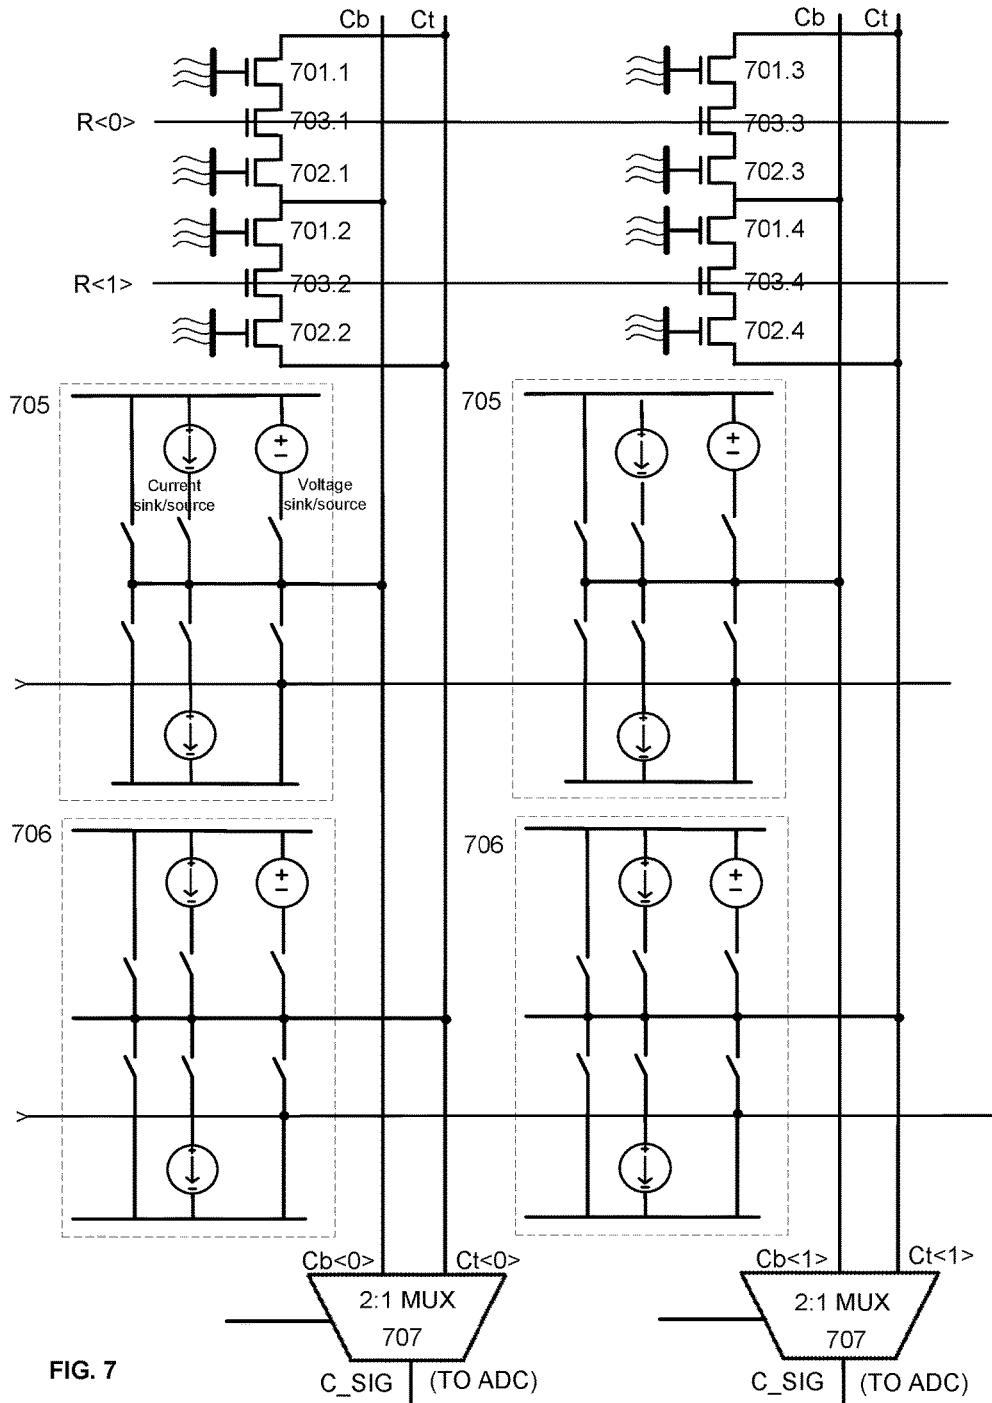 Cb Ct Cb Ct
701.1 701.3
R<0> 703.1 703.3
702.1 702.3
701.2 701.4
R<1> 703.2 703.4
702.2 702.4
705 705
+ + + +
− − − −
Current sink/source
Voltage sink/source
+ +
− −
706 706
+ + + +
− − − −
+ +
− −
Cb<0> Ct<0> Cb<1> Ct<1>
2:1 MUX 2:1 MUX
707 707
FIG. 7
C_SIG (TO ADC) C_SIG (TO ADC)